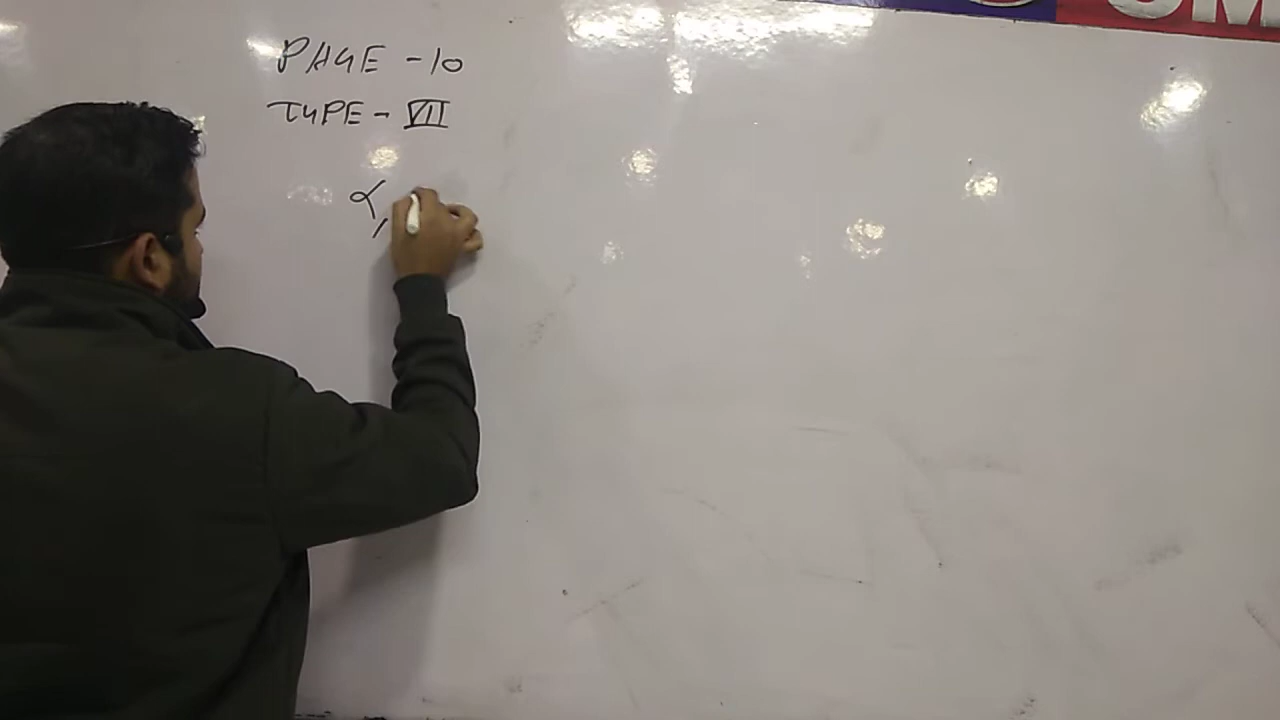 PAGE - 10
TYPE - VII
α,